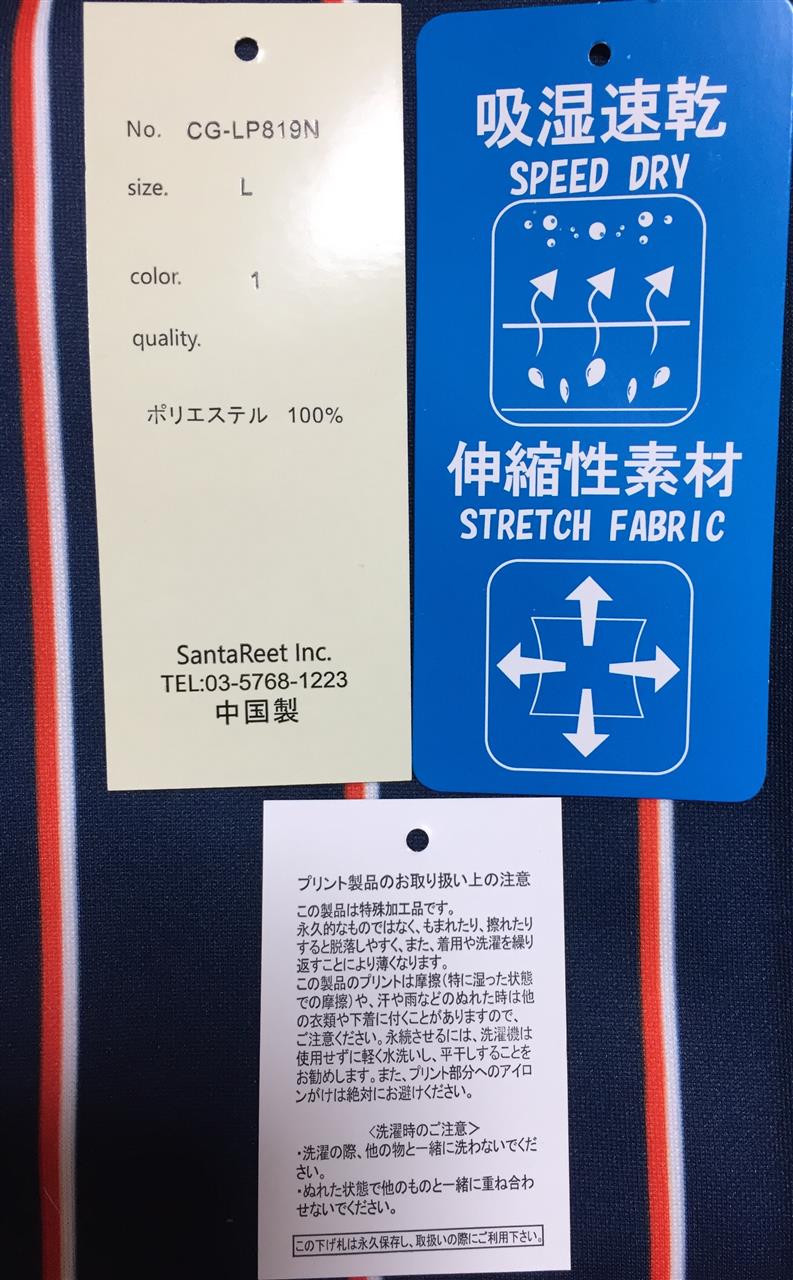 No. CG-LP819N
size. L
color. 1
quality.
ポリエステル 100%
SantaReet Inc.
TEL:03-5768-1223
中国製
吸湿速乾
SPEED DRY
伸縮性素材
STRETCH FABRIC
プリント製品のお取り扱い上の注意
この製品は特殊加工品です。
永久的なものではなく、もまれたり、擦れたり
すると脱落しやすく、また、着用や洗濯を繰り
返すことにより薄くなります。
この製品のプリントは摩擦(特に湿った状態
での摩擦)や、汗や雨などのぬれた時は他
の衣類や下着に付くことがありますので、
ご注意ください。永続させるには、洗濯機は
使用せずに軽く水洗いし、平干しすることを
お勧めします。また、プリント部分へのアイロ
ンがけは絶対にお避けください。
<洗濯時のご注意>
・洗濯の際、他の物と一緒に洗わないでくだ
さい。
・ぬれた状態で他のものと一緒に重ね合わ
せないでください。
この下げ札は永久保存し、取扱いの際にご利用下さい。